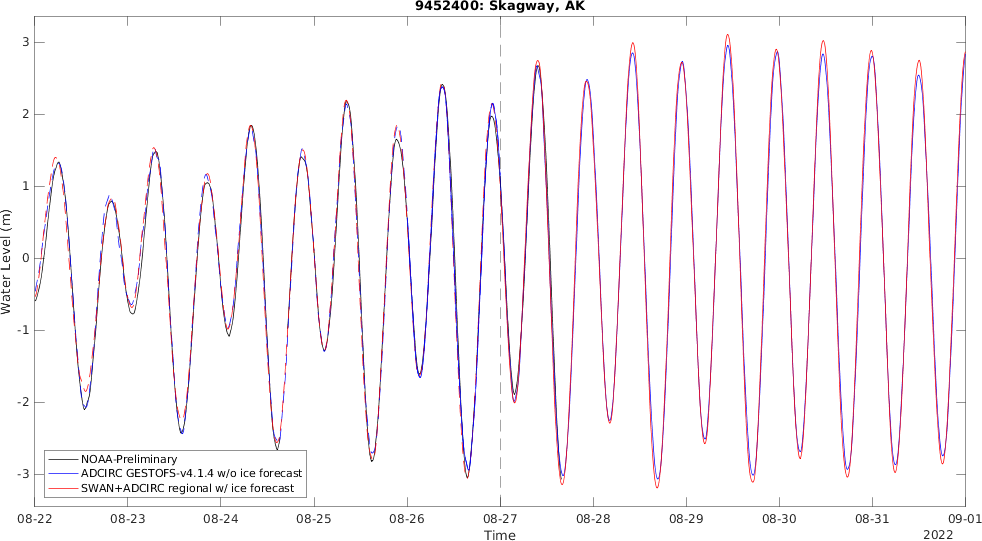 9452400: Skagway, AK
Water Level (m)
3
2
1
0
-1
-2
-3
NOAA-Preliminary
ADCIRC GESTOFS-v4.1.4 w/o ice forecast
SWAN+ADCIRC regional w/ ice forecast
08-22 08-23 08-24 08-25 08-26 08-27 08-28 08-29 08-30 08-31 09-01
Time
2022